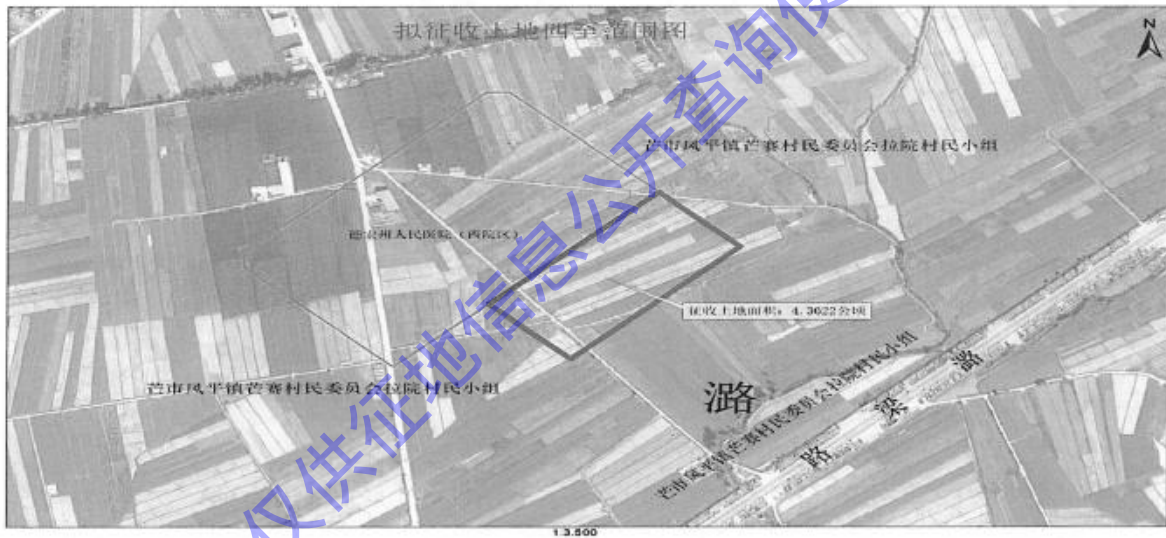 拟征收土地四至范围图
N
芒市风平镇芒赛村民委员会拉院村民小组
德宏州人民医院（西院区）
征收土地面积：4.3622公顷
芒市风平镇芒赛村民委员会拉院村民小组
潞
芒市风平镇芒赛村民委员会拉院村民小组
潞
梁
路
仅供征地信息公开查询使
1:3,500